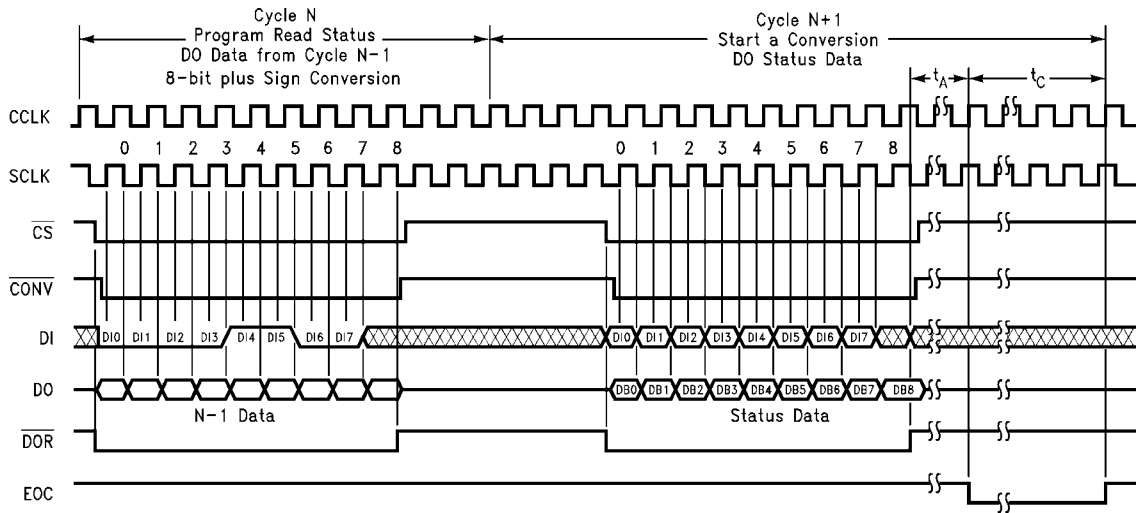 Cycle N
Program Read Status
DO Data from Cycle N-1
8-bit plus Sign Conversion
Cycle N+1
Start a Conversion
DO Status Data
tA
tC
CCLK
0 1 2 3 4 5 6 7 8
0 1 2 3 4 5 6 7 8
SCLK
CS
CONV
DI
DI0 DI1 DI2 DI3 DI4 DI5 DI6 DI7
DI0 DI1 DI2 DI3 DI4 DI5 DI6 DI7
DO
DB0 DB1 DB2 DB3 DB4 DB5 DB6 DB7 DB8
N-1 Data
Status Data
DOR
EOC